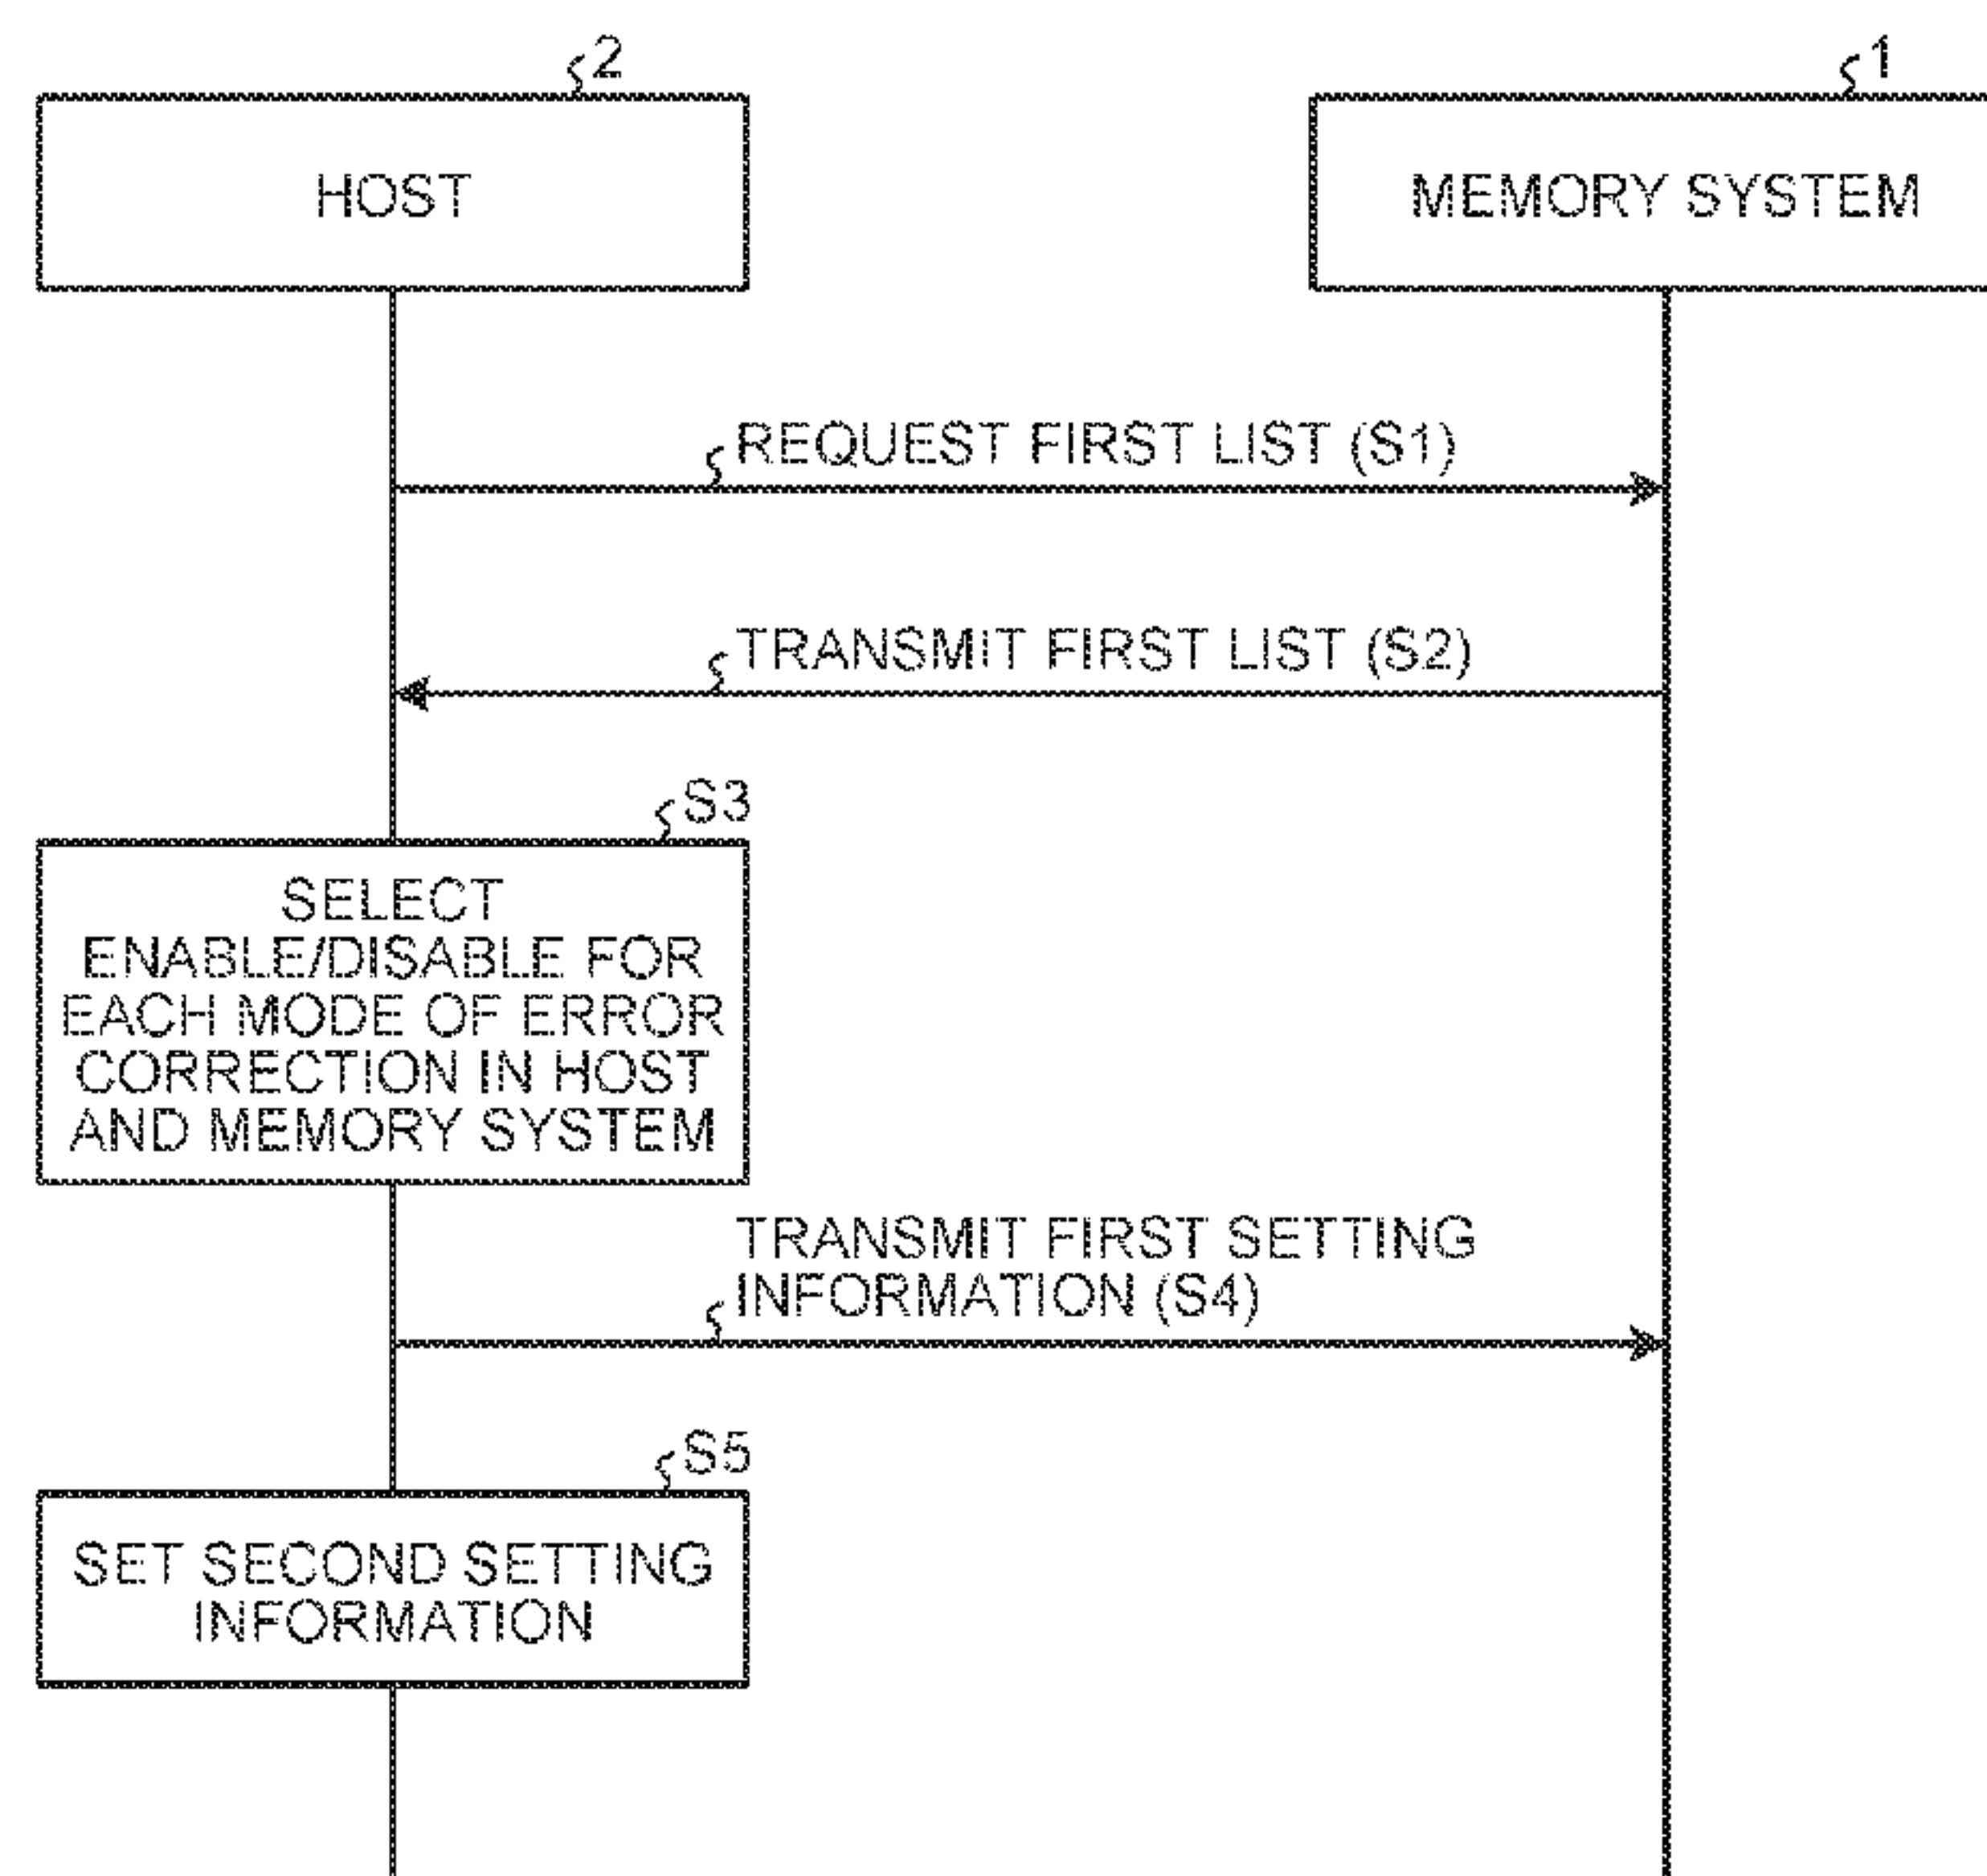 2
1
HOST
MEMORY SYSTEM
REQUEST FIRST LIST (S1)
TRANSMIT FIRST LIST (S2)
S3
SELECT
ENABLE/DISABLE FOR
EACH MODE OF ERROR
CORRECTION IN HOST
AND MEMORY SYSTEM
TRANSMIT FIRST SETTING
INFORMATION (S4)
S5
SET SECOND SETTING
INFORMATION